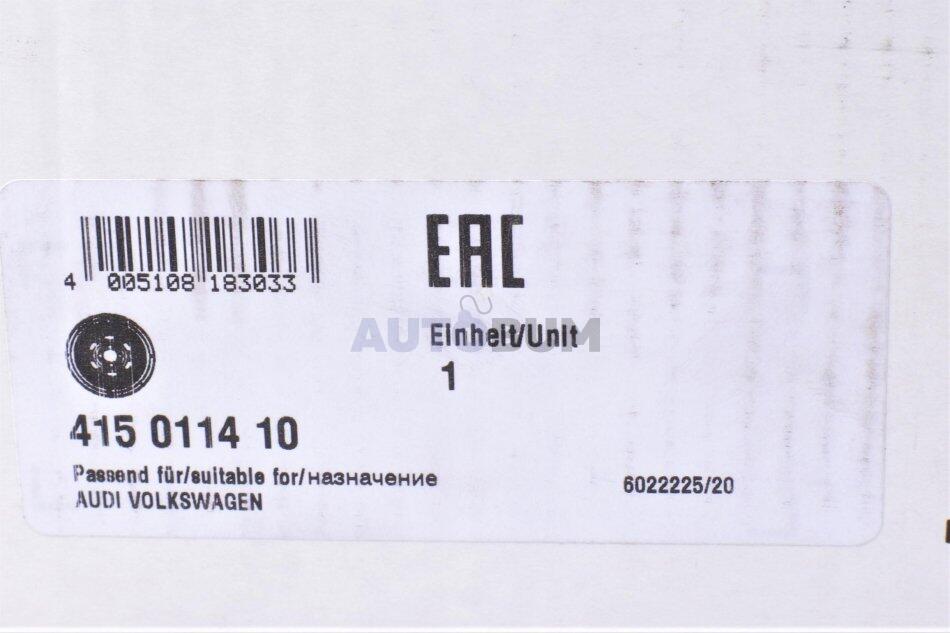 EAC
4 005108 183033
AUTOBUM
Einheit/Unit
1
415 0114 10
Passend für/suitable for/назначение
AUDI VOLKSWAGEN
6022225/20